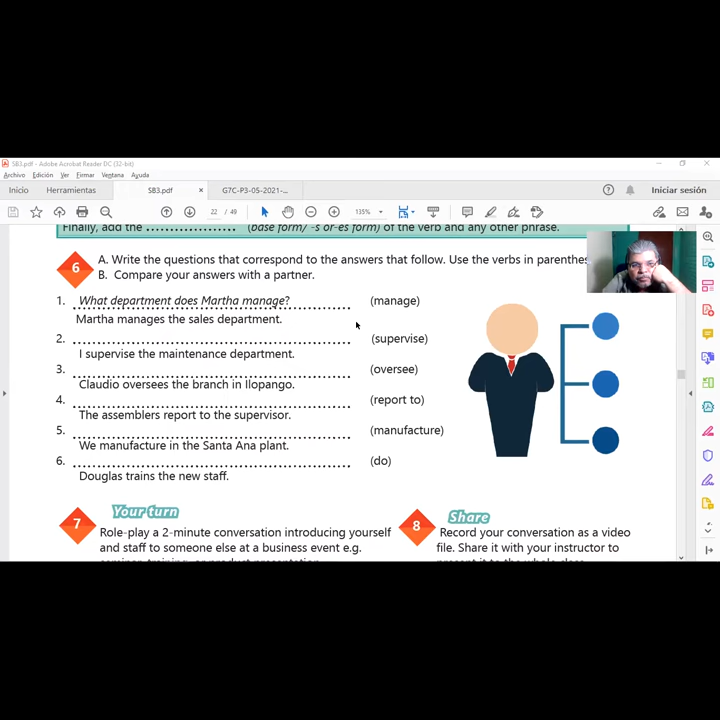 SB3.pdf - Adobe Acrobat Reader DC (32-bit)
Archivo Edición Ver Firmar Ventana Ayuda
Inicio Herramientas SB3.pdf × G7C-P3-05-2021-... Iniciar sesión
22 / 49 135%
Finally, add the .................. (base form/ -s or-es form) of the verb and any other phrase.
6 A. Write the questions that correspond to the answers that follow. Use the verbs in parenthes
B. Compare your answers with a partner.
1. What department does Martha manage? (manage)
Martha manages the sales department.
2. (supervise)
I supervise the maintenance department.
3. (oversee)
Claudio oversees the branch in Ilopango.
4. (report to)
The assemblers report to the supervisor.
5. (manufacture)
We manufacture in the Santa Ana plant.
6. (do)
Douglas trains the new staff.
7 Your turn
Role-play a 2-minute conversation introducing yourself
and staff to someone else at a business event e.g.
8 Share
Record your conversation as a video
file. Share it with your instructor to